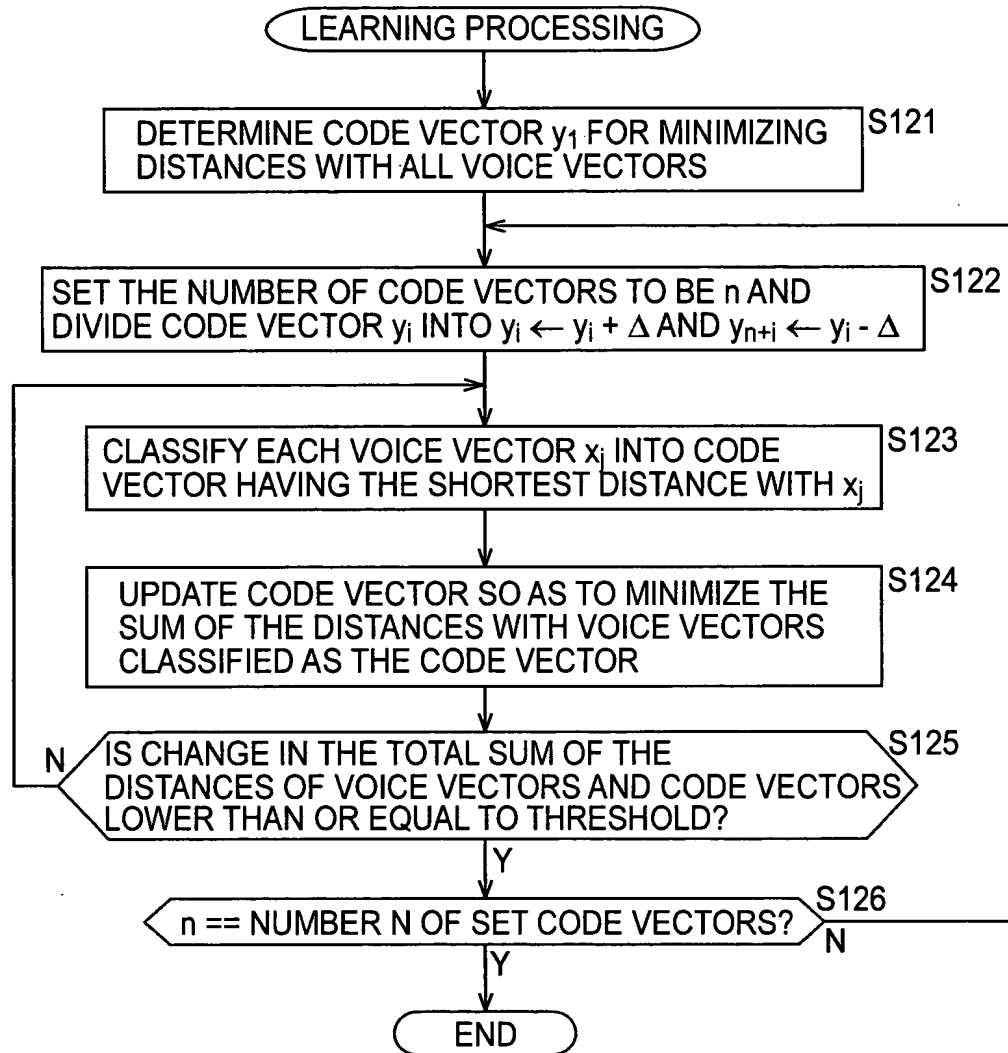 LEARNING PROCESSING
DETERMINE CODE VECTOR y₁ FOR MINIMIZING
DISTANCES WITH ALL VOICE VECTORS
S121
SET THE NUMBER OF CODE VECTORS TO BE n AND
DIVIDE CODE VECTOR yᵢ INTO yᵢ ← yᵢ + Δ AND yₙ₊ᵢ ← yᵢ - Δ
S122
CLASSIFY EACH VOICE VECTOR xⱼ INTO CODE
VECTOR HAVING THE SHORTEST DISTANCE WITH xⱼ
S123
UPDATE CODE VECTOR SO AS TO MINIMIZE THE
SUM OF THE DISTANCES WITH VOICE VECTORS
CLASSIFIED AS THE CODE VECTOR
S124
N
IS CHANGE IN THE TOTAL SUM OF THE
DISTANCES OF VOICE VECTORS AND CODE VECTORS
LOWER THAN OR EQUAL TO THRESHOLD?
S125
Y
n == NUMBER N OF SET CODE VECTORS?
S126
N
Y
END